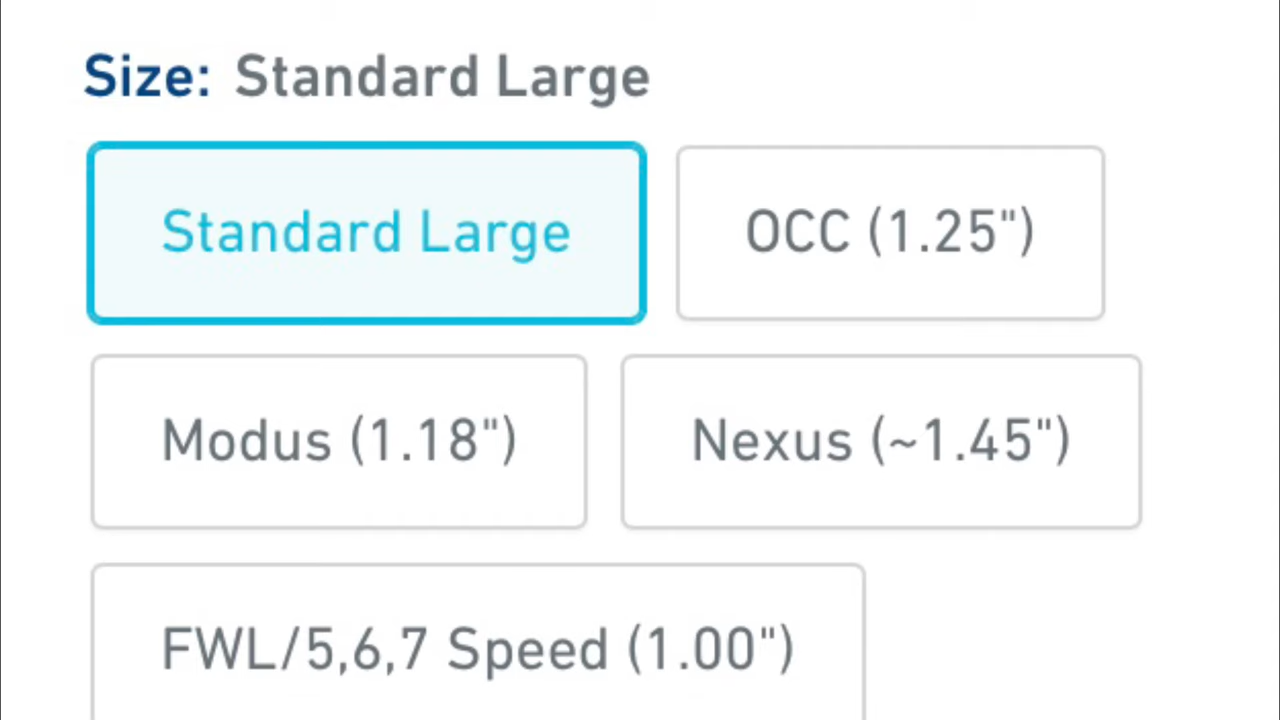 Size: Standard Large
Standard Large
OCC (1.25")
Modus (1.18")
Nexus (~1.45")
FWL/5,6,7 Speed (1.00")